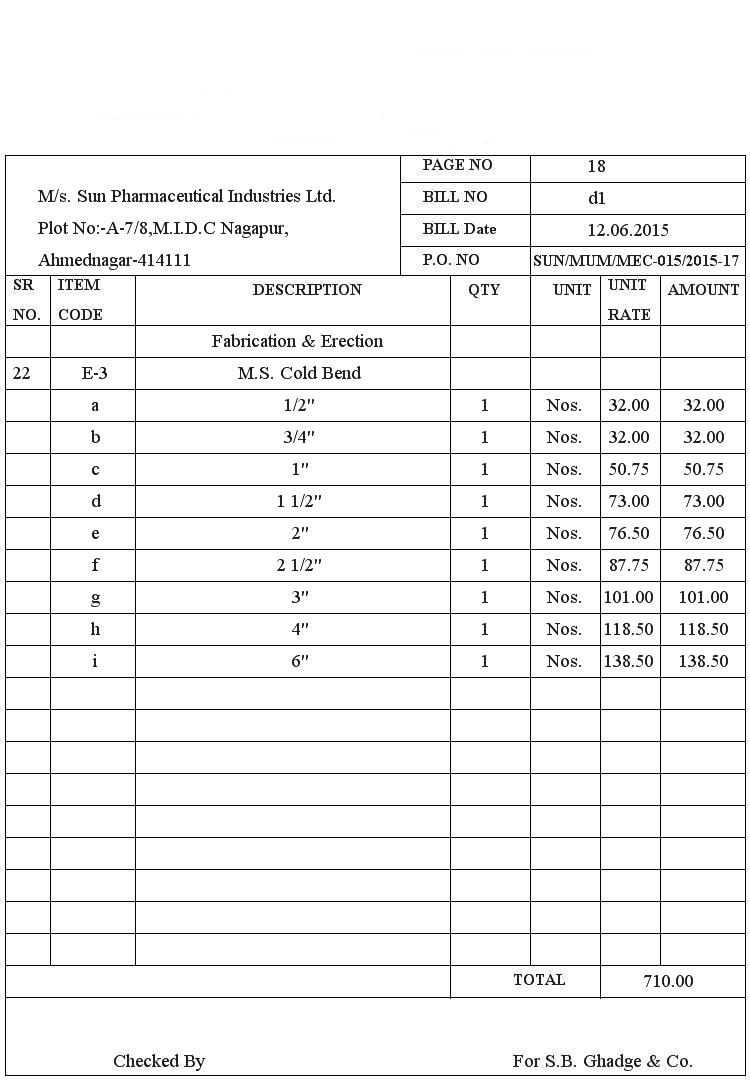 PAGE NO 18
M/s. Sun Pharmaceutical Industries Ltd. BILL NO d1
Plot No:-A-7/8,M.I.D.C Nagapur, BILL Date 12.06.2015
Ahmednagar-414111 P.O. NO SUN/MUM/MEC-015/2015-17
SR NO. ITEM CODE DESCRIPTION QTY UNIT UNIT RATE AMOUNT
Fabrication & Erection
22 E-3 M.S. Cold Bend
a 1/2" 1 Nos. 32.00 32.00
b 3/4" 1 Nos. 32.00 32.00
c 1" 1 Nos. 50.75 50.75
d 1 1/2" 1 Nos. 73.00 73.00
e 2" 1 Nos. 76.50 76.50
f 2 1/2" 1 Nos. 87.75 87.75
g 3" 1 Nos. 101.00 101.00
h 4" 1 Nos. 118.50 118.50
i 6" 1 Nos. 138.50 138.50
TOTAL 710.00
Checked By For S.B. Ghadge & Co.